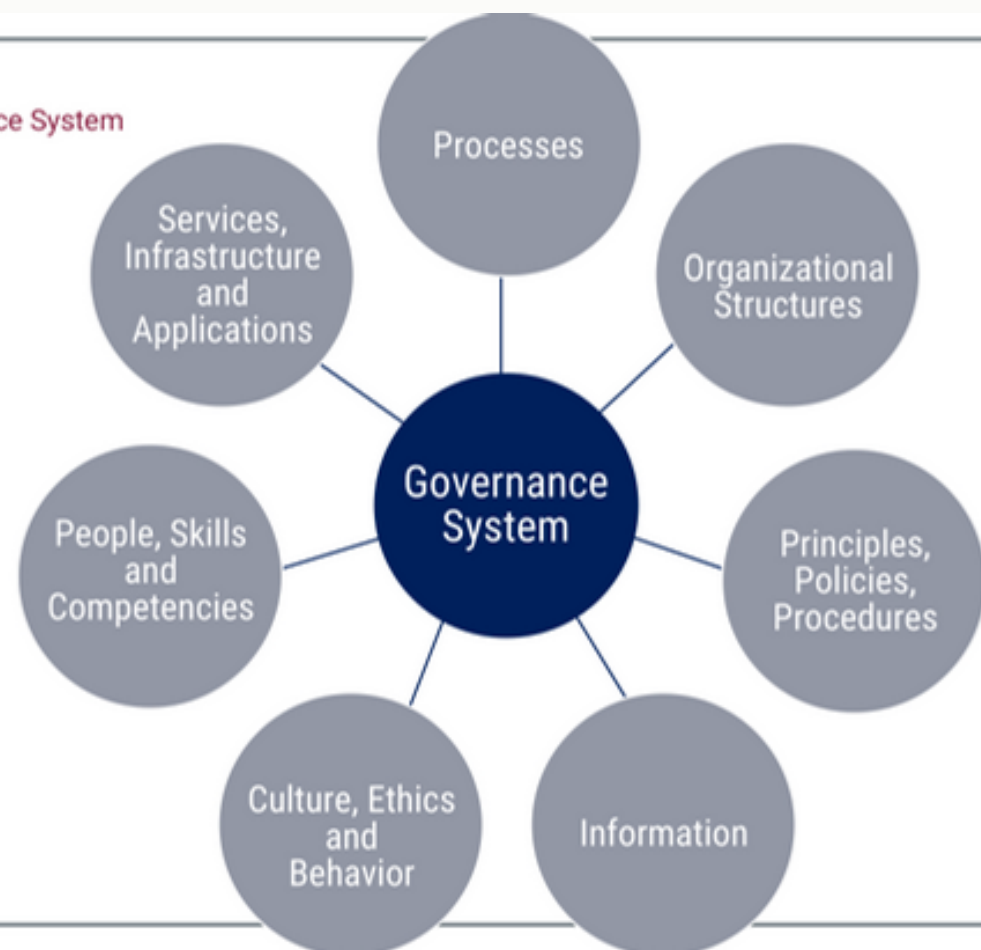 ce System
Processes
Services,
Infrastructure
and
Applications
Organizational
Structures
Governance
System
People, Skills
and
Competencies
Principles,
Policies,
Procedures
Culture, Ethics
and
Behavior
Information